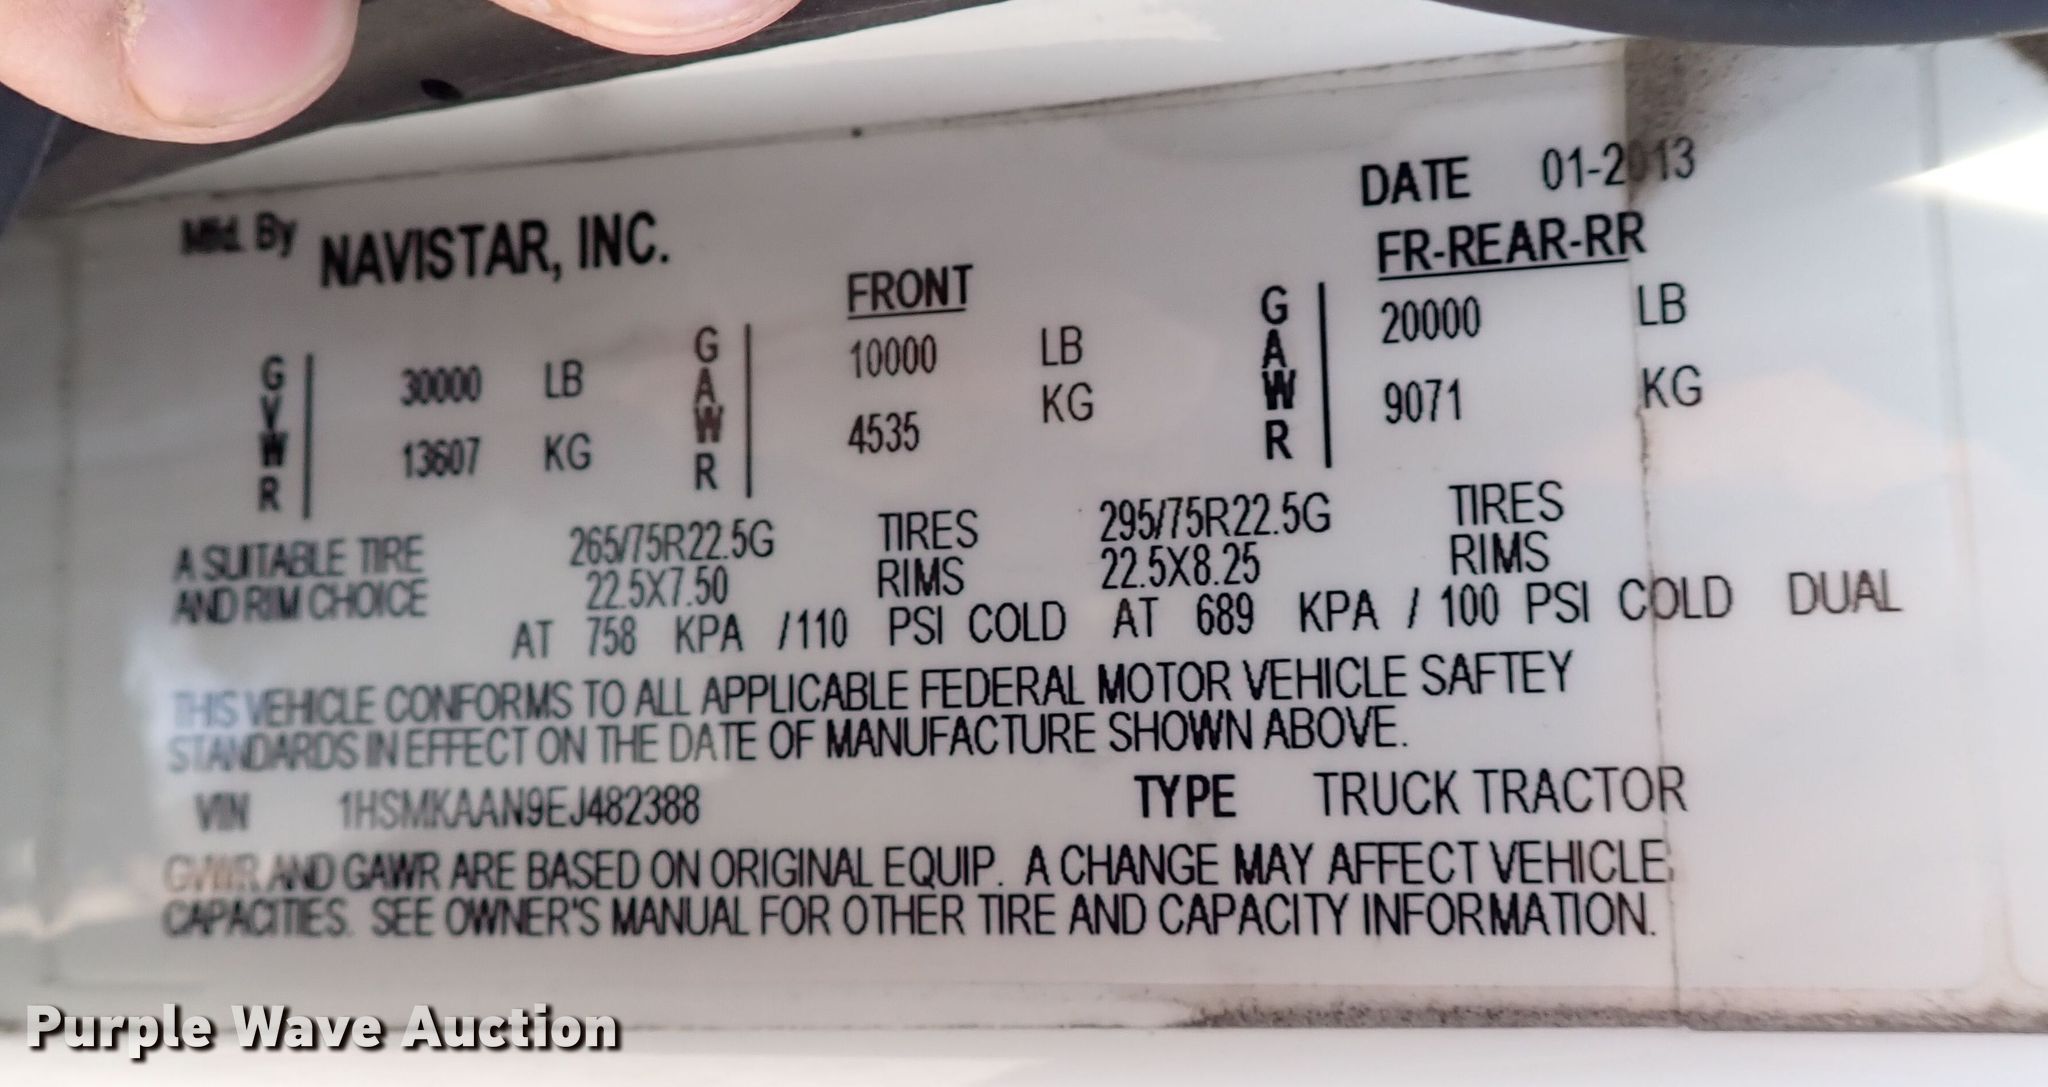 DATE 01-2013
Mfd. By NAVISTAR, INC.
FRONT FR-REAR-RR
GVWR 30000 LB GAWR 10000 LB GAWR 20000 LB
13607 KG 4535 KG 9071 KG
A SUITABLE TIRE 265/75R22.5G TIRES 295/75R22.5G TIRES
AND RIM CHOICE 22.5X7.50 RIMS 22.5X8.25 RIMS
AT 758 KPA /110 PSI COLD AT 689 KPA / 100 PSI COLD DUAL
THIS VEHICLE CONFORMS TO ALL APPLICABLE FEDERAL MOTOR VEHICLE SAFTEY
STANDARDS IN EFFECT ON THE DATE OF MANUFACTURE SHOWN ABOVE.
VIN 1HSMKAAN9EJ482388 TYPE TRUCK TRACTOR
GVWR AND GAWR ARE BASED ON ORIGINAL EQUIP. A CHANGE MAY AFFECT VEHICLE
CAPACITIES. SEE OWNER'S MANUAL FOR OTHER TIRE AND CAPACITY INFORMATION.
Purple Wave Auction